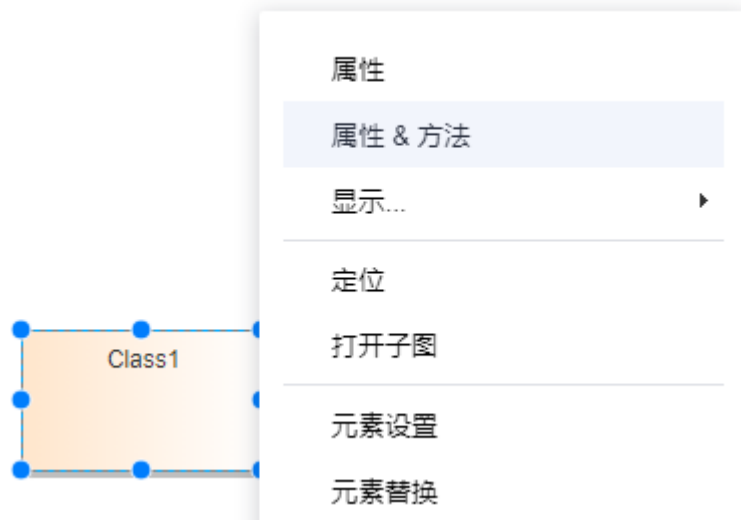 属性
属性 & 方法
显示...
定位
打开子图
Class1
元素设置
元素替换